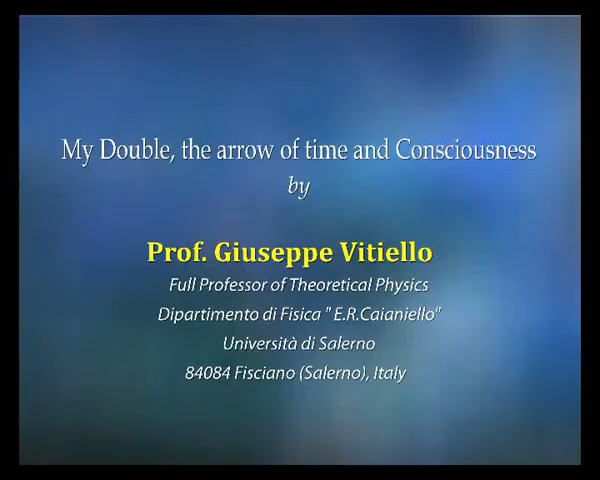 My Double, the arrow of time and Consciousness
by
Prof. Giuseppe Vitiello
Full Professor of Theoretical Physics
Dipartimento di Fisica " E.R.Caianiello"
Università di Salerno
84084 Fisciano (Salerno), Italy